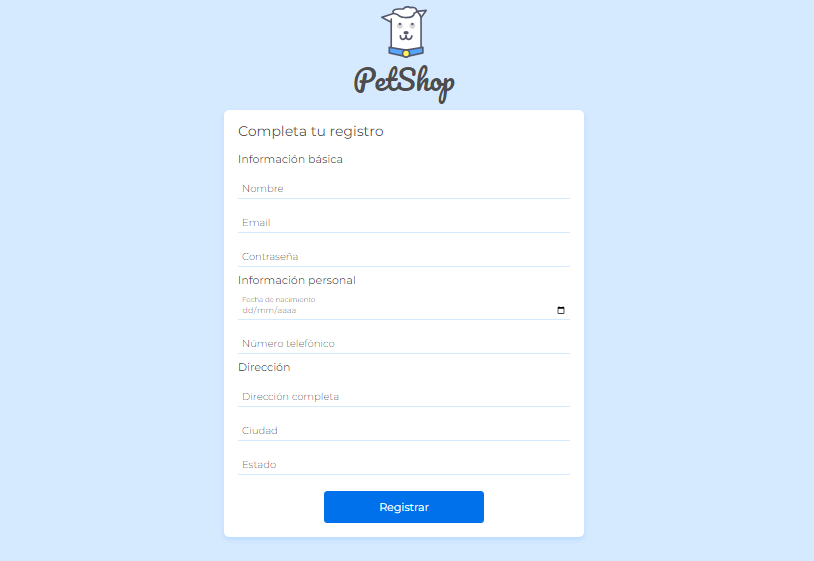 PetShop
Completa tu registro
Información básica
Nombre
Email
Contraseña
Información personal
Fecha de nacimiento
dd/mm/aaaa
Número telefónico
Dirección
Dirección completa
Ciudad
Estado
Registrar